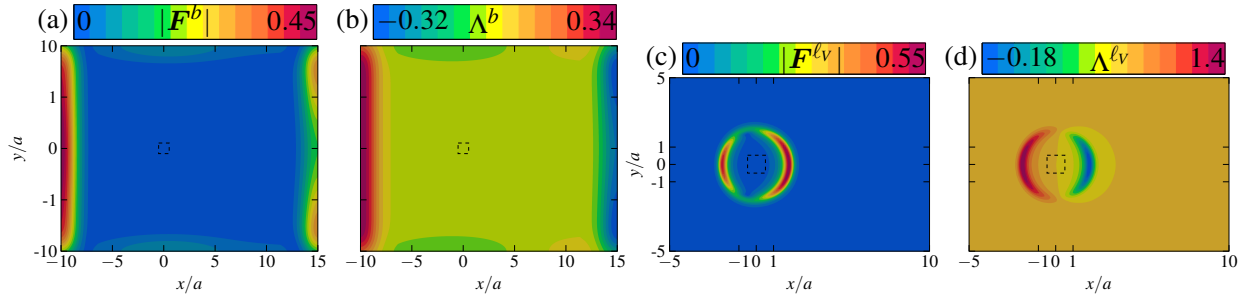 (a) 0 |F^b| 0.45
10
1
0
-1
-10
y/a
−10 −5 0 5 10 15
x/a
(b) −0.32 Λ^b 0.34
−10 −5 0 5 10 15
x/a
(c) 0 |F^{ℓ_V}| 0.55
5
1
0
-1
-5
y/a
−5 −1 0 1 10
x/a
(d) −0.18 Λ^{ℓ_V} 1.4
−5 −1 0 1 10
x/a